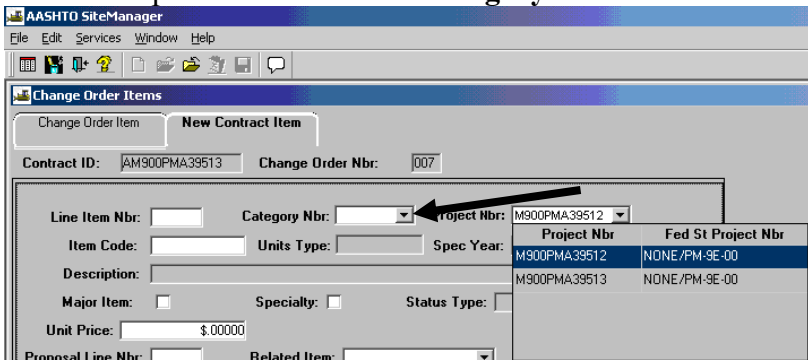 AASHTO SiteManager
File Edit Services Window Help
Change Order Items
Change Order Item New Contract Item
Contract ID: AM900PMA39513 Change Order Nbr: 007
Line Item Nbr: Category Nbr: Project Nbr: M900PMA39512
Item Code: Units Type: Spec Year: Project Nbr Fed St Project Nbr
M900PMA39512 NONE/PM-9E-00
Description: M900PMA39513 NONE/PM-9E-00
Major Item: Specialty: Status Type:
Unit Price: $.00000
Proposal Line Nbr: Related Item: